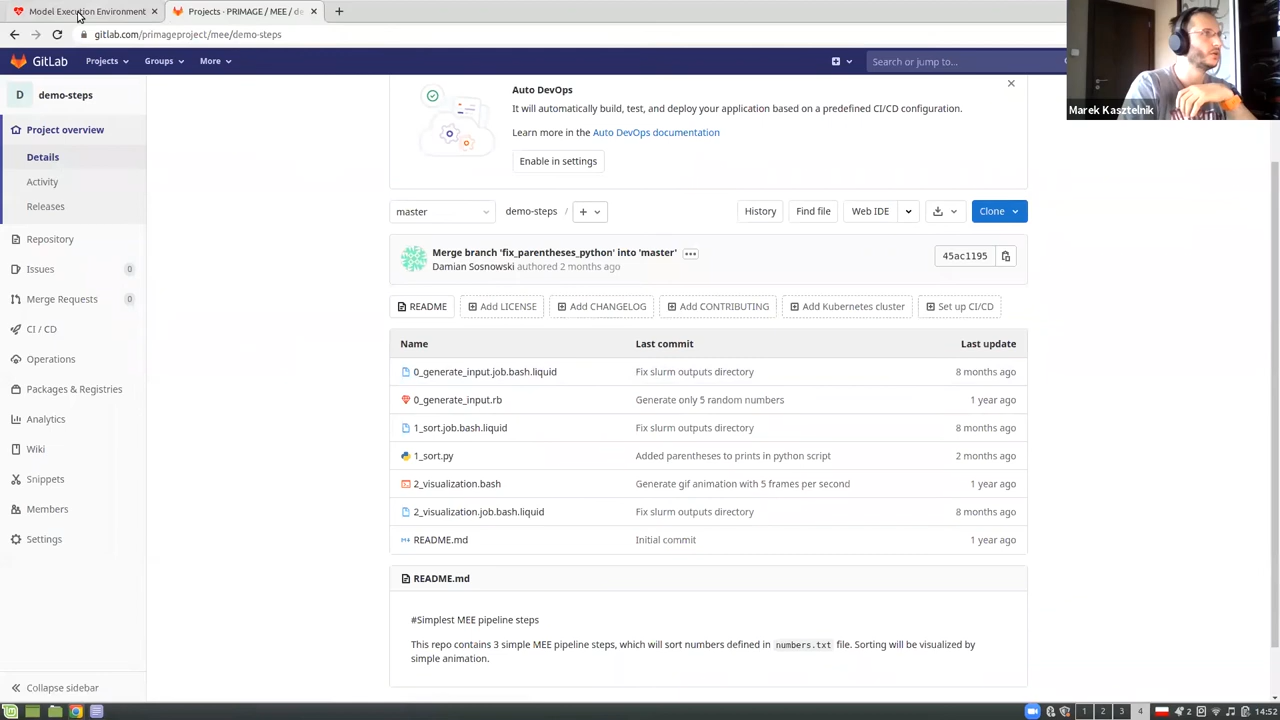 Model Execution Environment
Projects · PRIMAGE / MEE / de
gitlab.com/primageproject/mee/demo-steps
GitLab
Projects
Groups
More
Search or jump to...
Marek Kasztelnik
D
demo-steps
Project overview
Details
Activity
Releases
Repository
Issues
0
Merge Requests
0
CI / CD
Operations
Packages & Registries
Analytics
Wiki
Snippets
Members
Settings
Collapse sidebar
Auto DevOps
It will automatically build, test, and deploy your application based on a predefined CI/CD configuration.
Learn more in the Auto DevOps documentation
Enable in settings
master
demo-steps /
History
Find file
Web IDE
Clone
Merge branch 'fix_parentheses_python' into 'master'
Damian Sosnowski authored 2 months ago
45ac1195
README
Add LICENSE
Add CHANGELOG
Add CONTRIBUTING
Add Kubernetes cluster
Set up CI/CD
Name Last commit Last update
0_generate_input.job.bash.liquid Fix slurm outputs directory 8 months ago
0_generate_input.rb Generate only 5 random numbers 1 year ago
1_sort.job.bash.liquid Fix slurm outputs directory 8 months ago
1_sort.py Added parentheses to prints in python script 2 months ago
2_visualization.bash Generate gif animation with 5 frames per second 1 year ago
2_visualization.job.bash.liquid Fix slurm outputs directory 8 months ago
README.md Initial commit 1 year ago
README.md
#Simplest MEE pipeline steps
This repo contains 3 simple MEE pipeline steps, which will sort numbers defined in numbers.txt file. Sorting will be visualized by
simple animation.
1 2 3 4
2
14:52